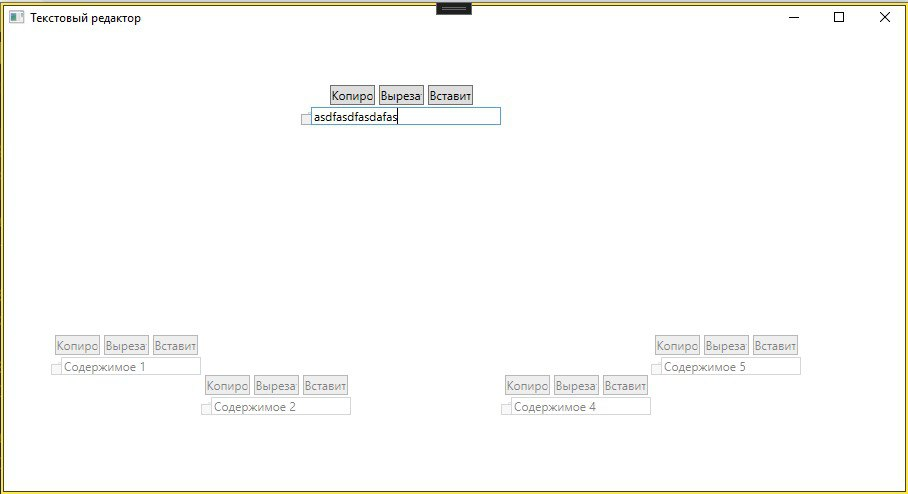 Текстовый редактор
Копиро Выреза Вставит
asdfasdfasdafas
Копиро Выреза Вставит
Содержимое 1
Копиро Выреза Вставит
Содержимое 2
Копиро Выреза Вставит
Содержимое 4
Копиро Выреза Вставит
Содержимое 5